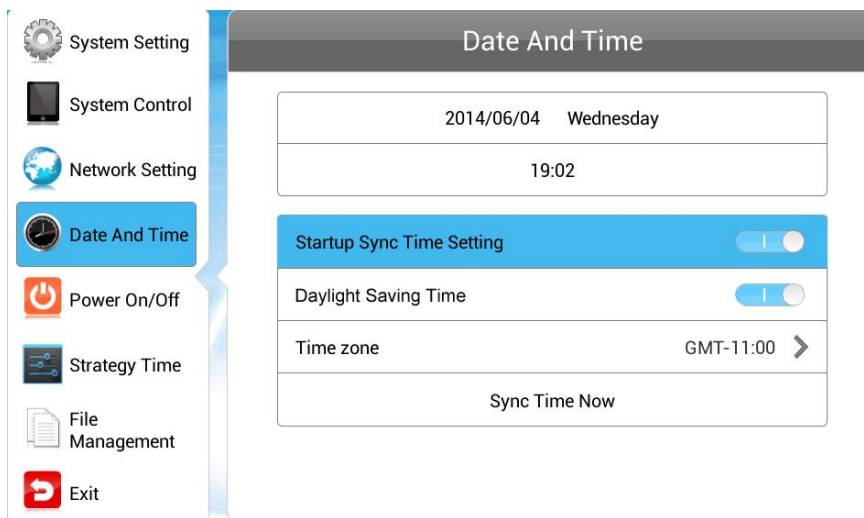 System Setting
System Control
Network Setting
Date And Time
Power On/Off
Strategy Time
File
Management
Exit
Date And Time
2014/06/04 Wednesday
19:02
Startup Sync Time Setting
Daylight Saving Time
Time zone GMT-11:00
Sync Time Now